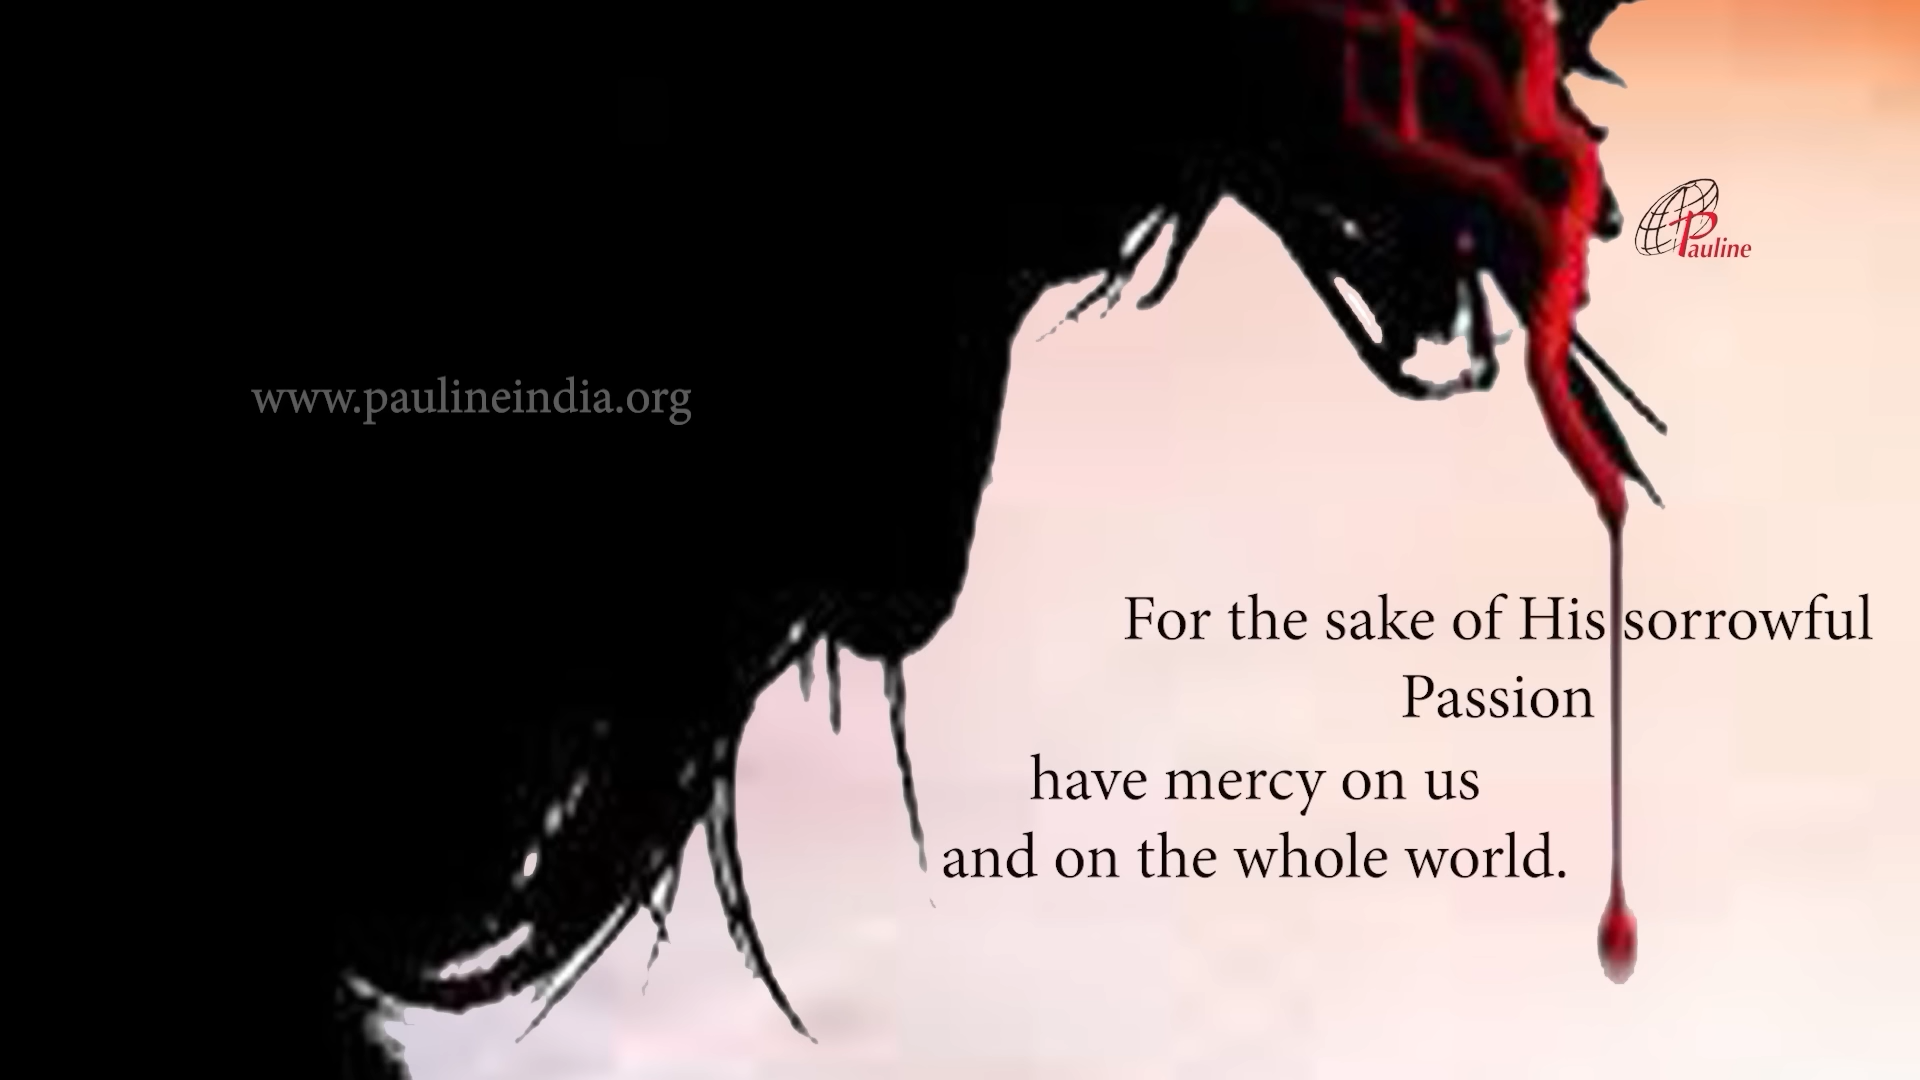 Pauline
www.paulineindia.org
For the sake of His sorrowful
Passion
have mercy on us
and on the whole world.